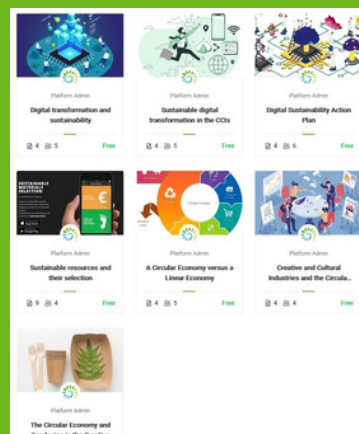 Platform Admin
Digital transformation and
sustainability
4 5 Free
Platform Admin
Sustainable digital
transformation in the CCIs
4 5 Free
Platform Admin
Digital Sustainability Action
Plan
4 6 Free
SUSTAINABLE
MATERIALS
SELECTION
Platform Admin
Sustainable resources and
their selection
9 4 Free
Platform Admin
A Circular Economy versus a
Linear Economy
4 5 Free
Platform Admin
Creative and Cultural
Industries and the Circula..
4 4 Free
Platform Admin
The Circular Economy and